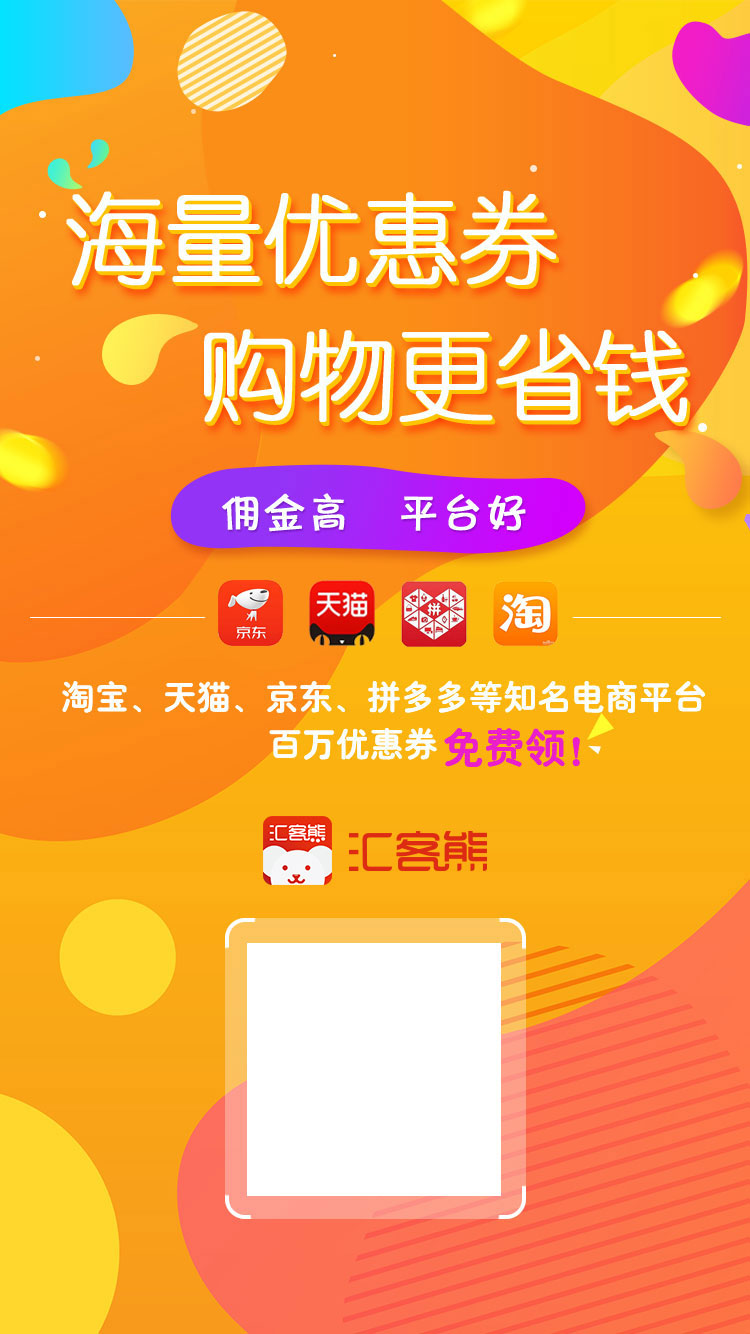 海量优惠券
购物更省钱
佣金高 平台好
京东 天猫 拼 淘
淘宝、天猫、京东、拼多多等知名电商平台
百万优惠券 免费领!
汇客熊 汇客熊